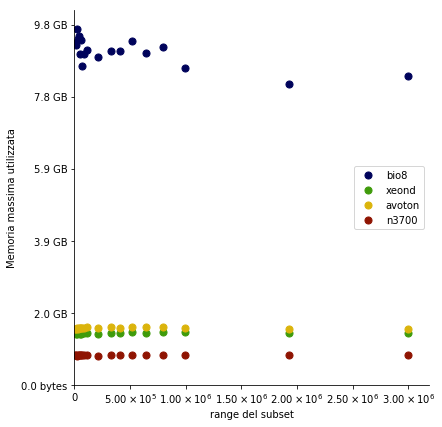 9.8 GB
7.8 GB
5.9 GB
3.9 GB
2.0 GB
0.0 bytes
Memoria massima utilizzata
bio8
xeond
avoton
n3700
0 5.00 × 10⁵ 1.00 × 10⁶ 1.50 × 10⁶ 2.00 × 10⁶ 2.50 × 10⁶ 3.00 × 10⁶
range del subset